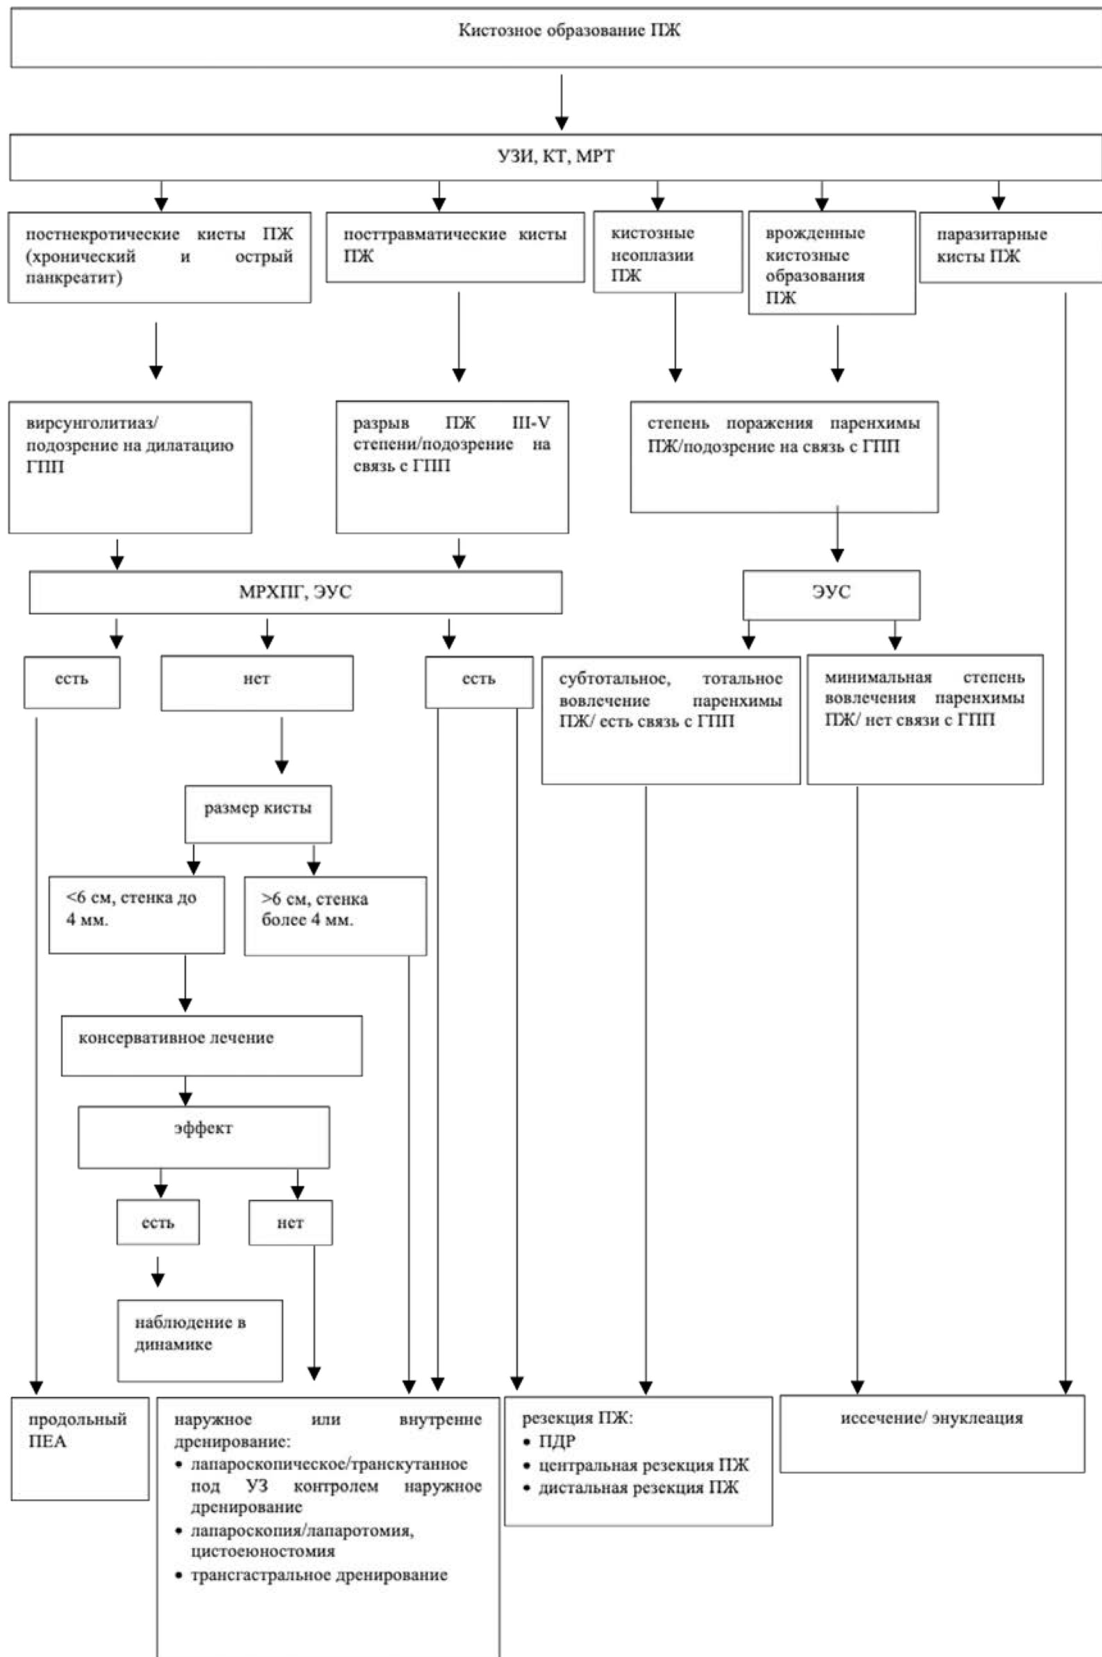 Кистозное образование ПЖ
УЗИ, КТ, МРТ
постнекротические кисты ПЖ
(хронический и острый
панкреатит)
посттравматические кисты
ПЖ
кистозные
неоплазии
ПЖ
врожденные
кистозные
образования
ПЖ
паразитарные
кисты ПЖ
вирсунголитиаз/
подозрение на дилатацию
ГПП
разрыв ПЖ III-V
степени/подозрение на
связь с ГПП
степень поражения паренхимы
ПЖ/подозрение на связь с ГПП
МРХПГ, ЭУС
ЭУС
есть
нет
есть
субтотальное, тотальное
вовлечение паренхимы
ПЖ/ есть связь с ГПП
минимальная степень
вовлечения паренхимы
ПЖ/ нет связи с ГПП
размер кисты
<6 см, стенка до
4 мм.
>6 см, стенка
более 4 мм.
консервативное лечение
эффект
есть
нет
наблюдение в
динамике
продольный
ПЕА
наружное или внутренне
дренирование:
• лапароскопическое/транскутанное
под УЗ контролем наружное
дренирование
• лапароскопия/лапаротомия,
цистоеюностомия
• трансгастральное дренирование
резекция ПЖ:
• ПДР
• центральная резекция ПЖ
• дистальная резекция ПЖ
иссечение/ энуклеация